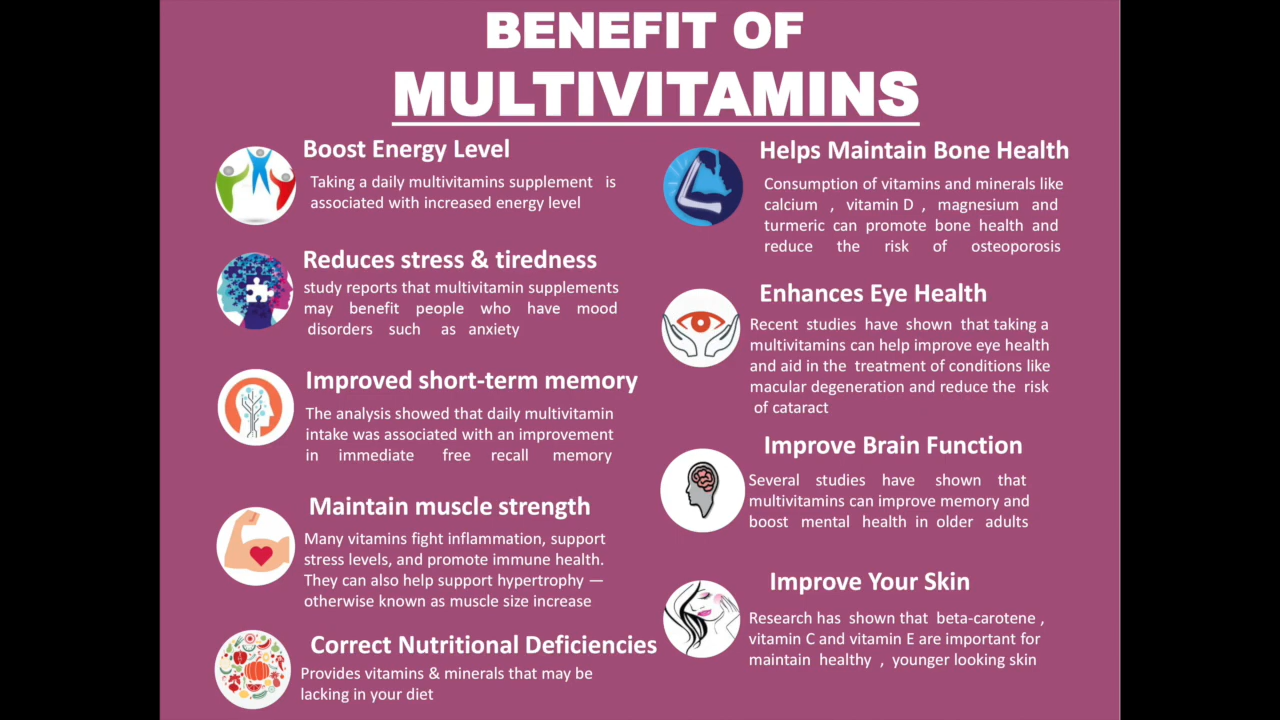 BENEFIT OF
MULTIVITAMINS
Boost Energy Level
Taking a daily multivitamins supplement is
associated with increased energy level
Reduces stress & tiredness
study reports that multivitamin supplements
may benefit people who have mood
disorders such as anxiety
Improved short-term memory
The analysis showed that daily multivitamin
intake was associated with an improvement
in immediate free recall memory
Maintain muscle strength
Many vitamins fight inflammation, support
stress levels, and promote immune health.
They can also help support hypertrophy —
otherwise known as muscle size increase
Correct Nutritional Deficiencies
Provides vitamins & minerals that may be
lacking in your diet
Helps Maintain Bone Health
Consumption of vitamins and minerals like
calcium , vitamin D , magnesium and
turmeric can promote bone health and
reduce the risk of osteoporosis
Enhances Eye Health
Recent studies have shown that taking a
multivitamins can help improve eye health
and aid in the treatment of conditions like
macular degeneration and reduce the risk
of cataract
Improve Brain Function
Several studies have shown that
multivitamins can improve memory and
boost mental health in older adults
Improve Your Skin
Research has shown that beta-carotene ,
vitamin C and vitamin E are important for
maintain healthy , younger looking skin